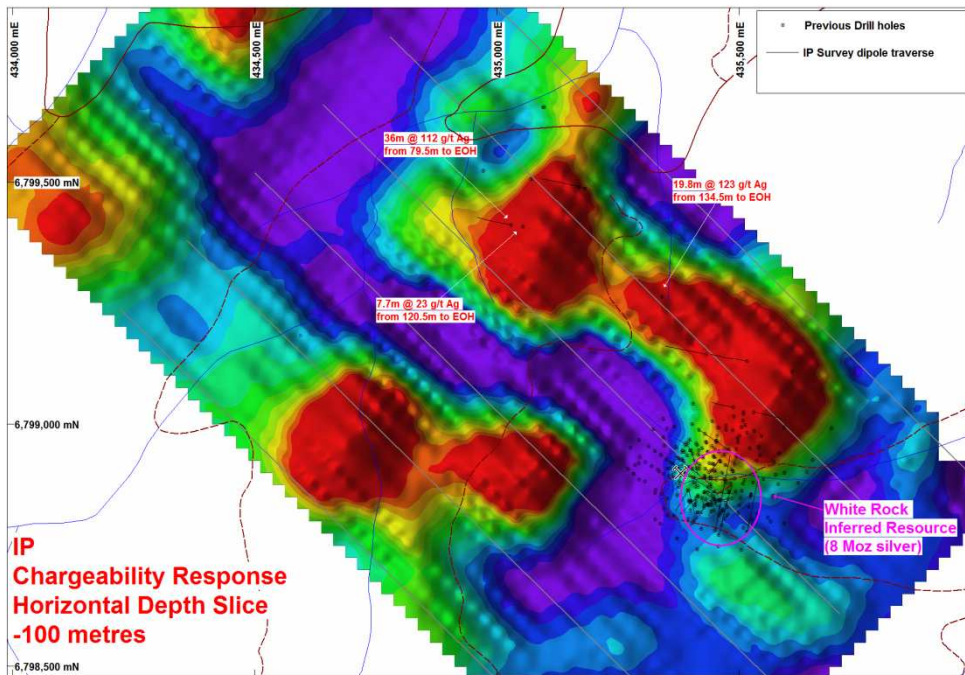 434,000 mE
434,500 mE
435,000 mE
435,500 mE
Previous Drill holes
IP Survey dipole traverse
36m @ 112 g/t Ag
from 79.5m to EOH
6,799,500 mN
19.8m @ 123 g/t Ag
from 134.5m to EOH
7.7m @ 23 g/t Ag
from 120.5m to EOH
6,799,000 mN
White Rock
Inferred Resource
(8 Moz silver)
IP
Chargeability Response
Horizontal Depth Slice
-100 metres
6,798,500 mN